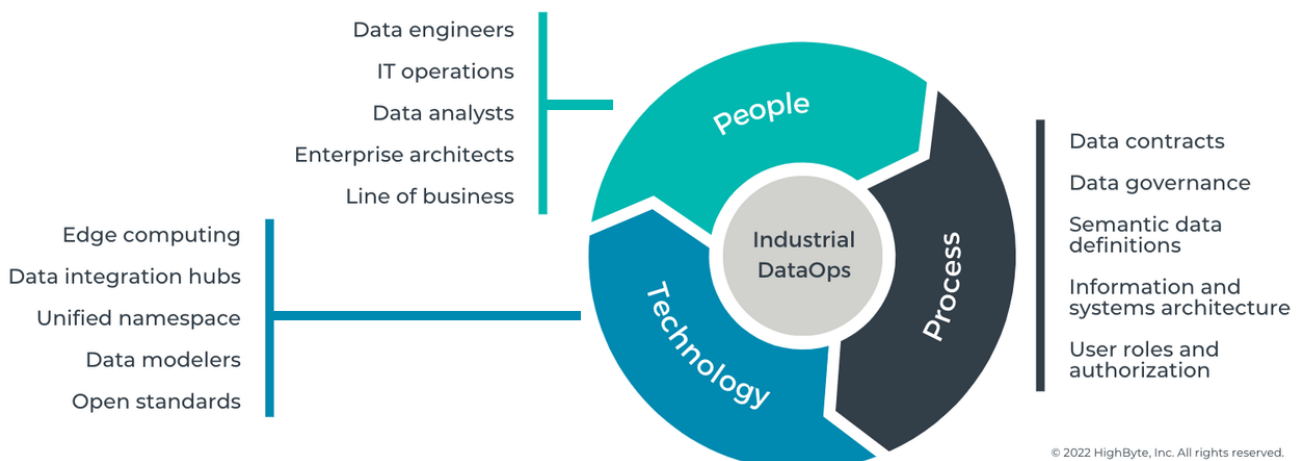 Data engineers
IT operations
Data analysts
Enterprise architects
Line of business
Edge computing
Data integration hubs
Unified namespace
Data modelers
Open standards
People
Process
Technology
Industrial
DataOps
Data contracts
Data governance
Semantic data
definitions
Information and
systems architecture
User roles and
authorization
© 2022 HighByte, Inc. All rights reserved.